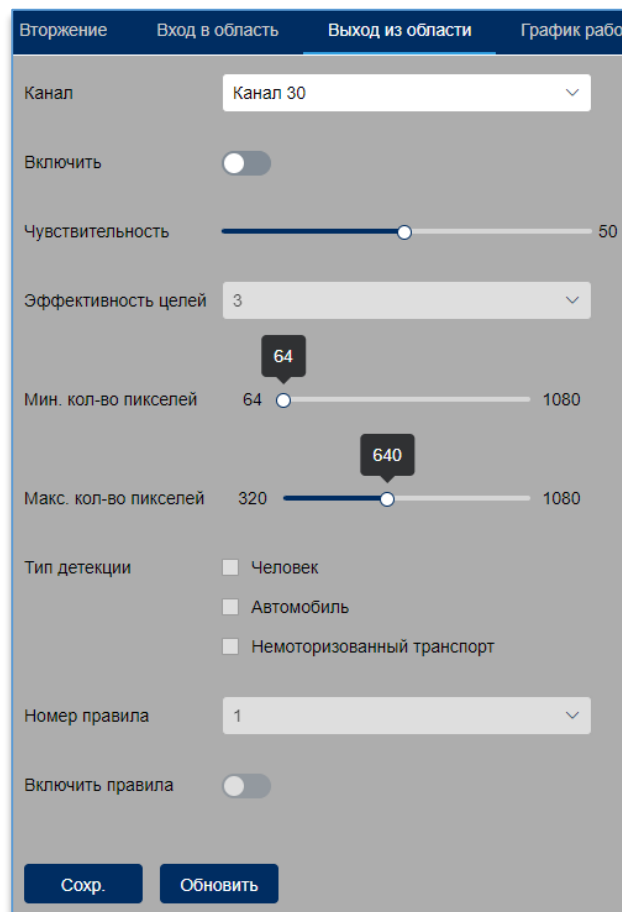 Вторжение Вход в область Выход из области График рабо
Канал Канал 30
Включить
Чувствительность 50
Эффективность целей 3
64
Мин. кол-во пикселей 64 1080
640
Макс. кол-во пикселей 320 1080
Тип детекции Человек
Автомобиль
Немоторизованный транспорт
Номер правила 1
Включить правила
Сохр. Обновить